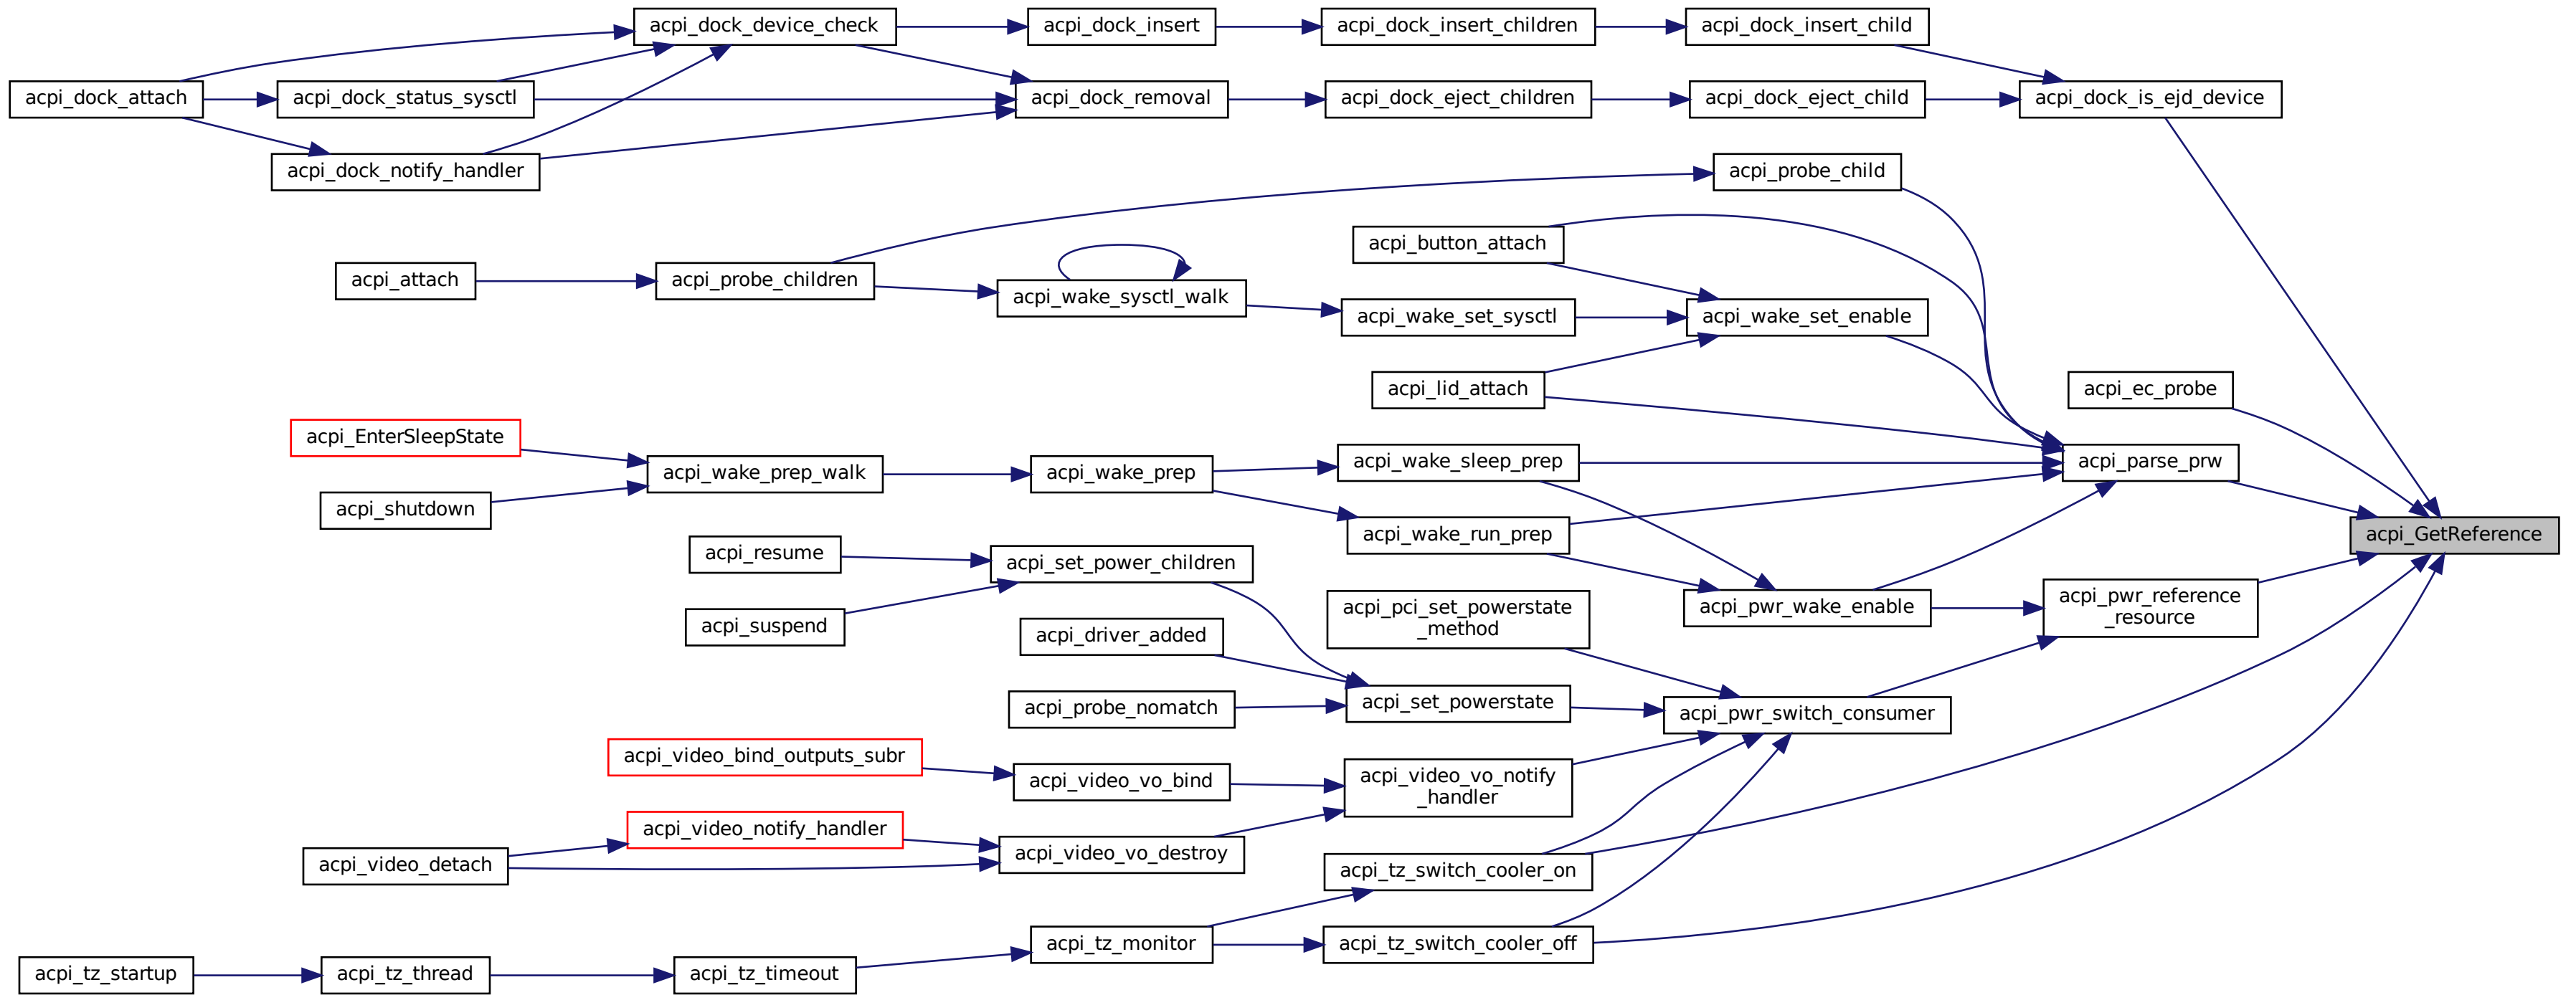 acpi_dock_device_check
acpi_dock_insert
acpi_dock_insert_children
acpi_dock_insert_child
acpi_dock_attach
acpi_dock_status_sysctl
acpi_dock_removal
acpi_dock_eject_children
acpi_dock_eject_child
acpi_dock_is_ejd_device
acpi_dock_notify_handler
acpi_probe_child
acpi_button_attach
acpi_attach
acpi_probe_children
acpi_wake_sysctl_walk
acpi_wake_set_sysctl
acpi_wake_set_enable
acpi_lid_attach
acpi_ec_probe
acpi_EnterSleepState
acpi_wake_prep_walk
acpi_wake_prep
acpi_wake_sleep_prep
acpi_parse_prw
acpi_shutdown
acpi_wake_run_prep
acpi_GetReference
acpi_resume
acpi_set_power_children
acpi_pci_set_powerstate
_method
acpi_pwr_wake_enable
acpi_pwr_reference
_resource
acpi_suspend
acpi_driver_added
acpi_probe_nomatch
acpi_set_powerstate
acpi_pwr_switch_consumer
acpi_video_bind_outputs_subr
acpi_video_vo_bind
acpi_video_vo_notify
_handler
acpi_video_notify_handler
acpi_video_detach
acpi_video_vo_destroy
acpi_tz_switch_cooler_on
acpi_tz_monitor
acpi_tz_switch_cooler_off
acpi_tz_startup
acpi_tz_thread
acpi_tz_timeout